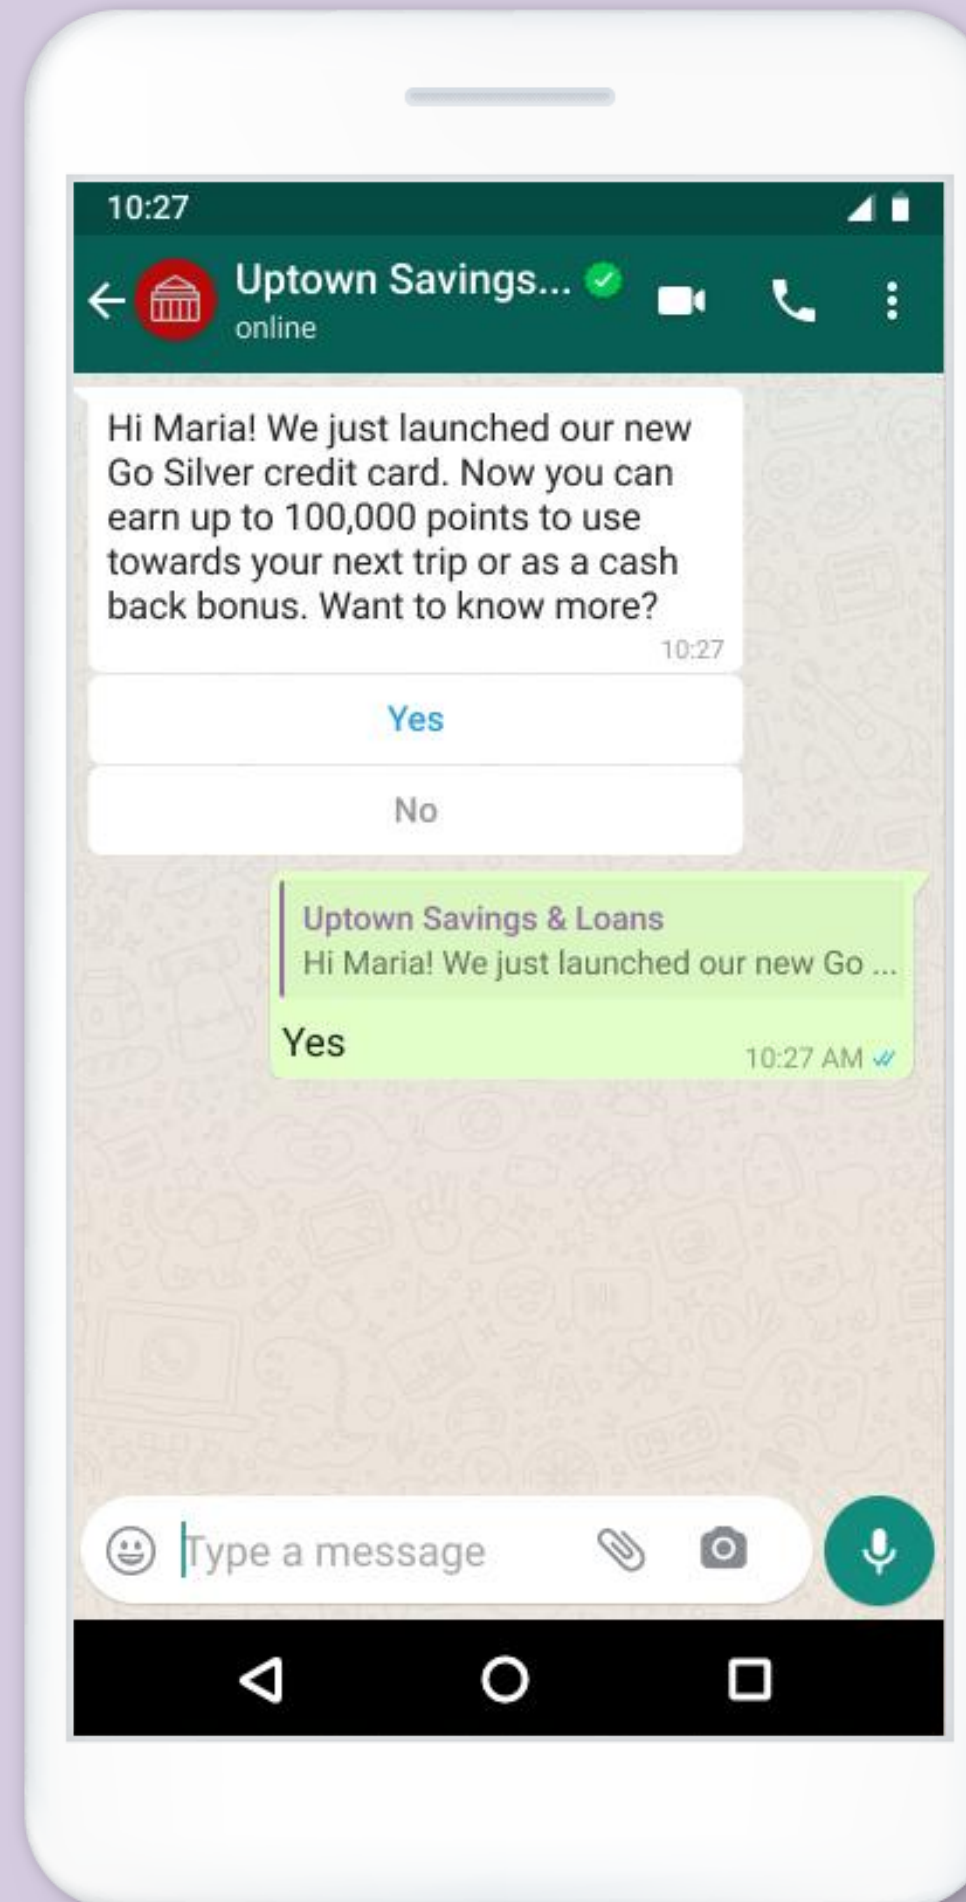 10:27
Uptown Savings...
online
Hi Maria! We just launched our new
Go Silver credit card. Now you can
earn up to 100,000 points to use
towards your next trip or as a cash
back bonus. Want to know more?
10:27
Yes
No
Uptown Savings & Loans
Hi Maria! We just launched our new Go ...
Yes
10:27 AM
Type a message